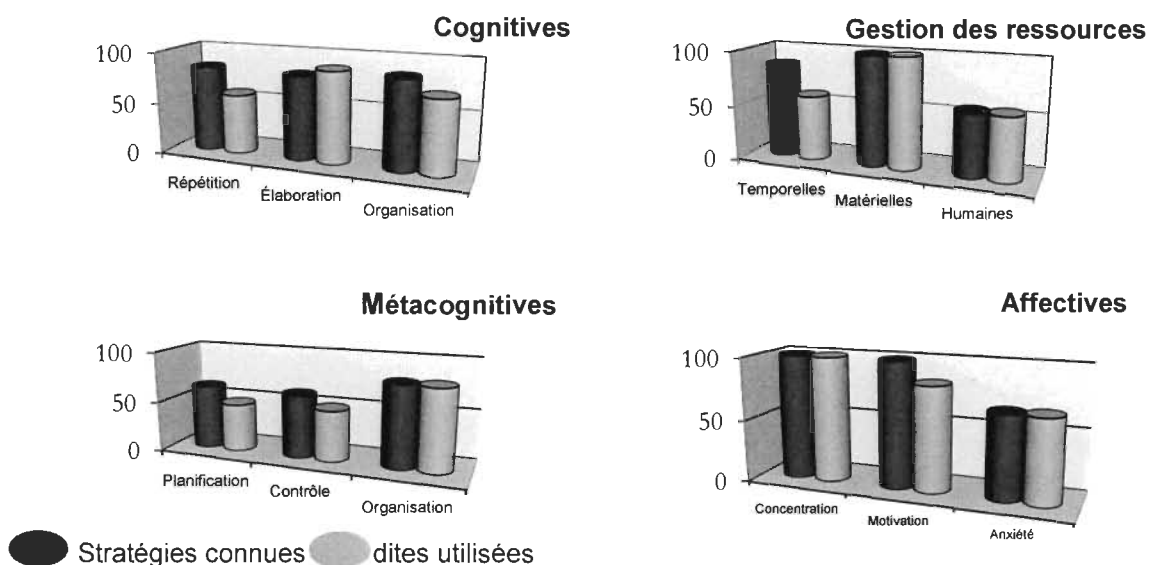 Cognitives
100
50
0
Répétition
Élaboration
Organisation
Gestion des ressources
100
50
0
Temporelles
Matérielles
Humaines
Métacognitives
100
50
0
Planification
Contrôle
Organisation
Affectives
100
50
0
Concentration
Motivation
Anxiété
Stratégies connues dites utilisées